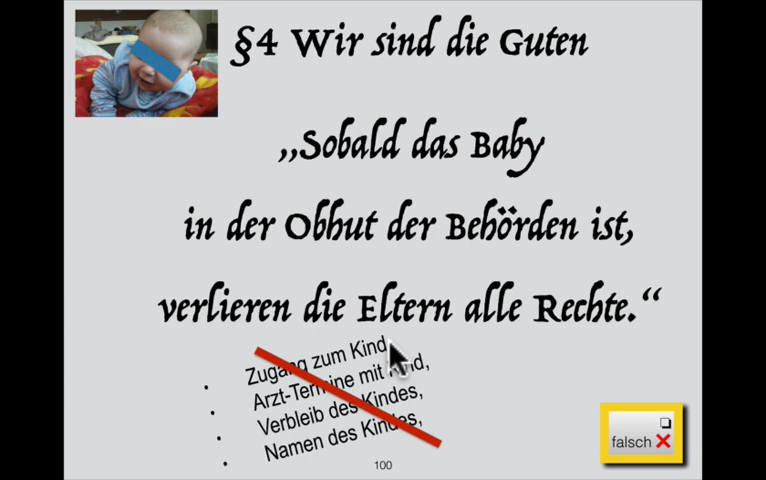 §4 Wir sind die Guten
„Sobald das Baby
in der Obhut der Behörden ist,
verlieren die Eltern alle Rechte.“
Zugang zum Kind
Arzt-Termine mit Kind,
Verbleib des Kindes,
Namen des Kindes,
falsch
100